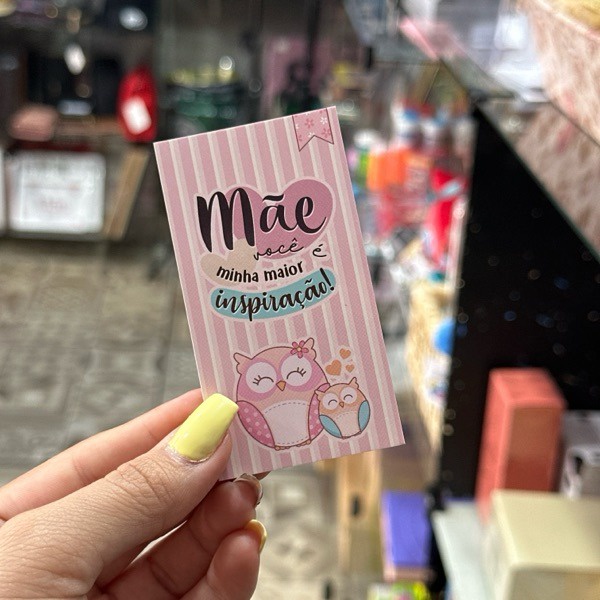 Mãe
você é
minha maior
inspiração!